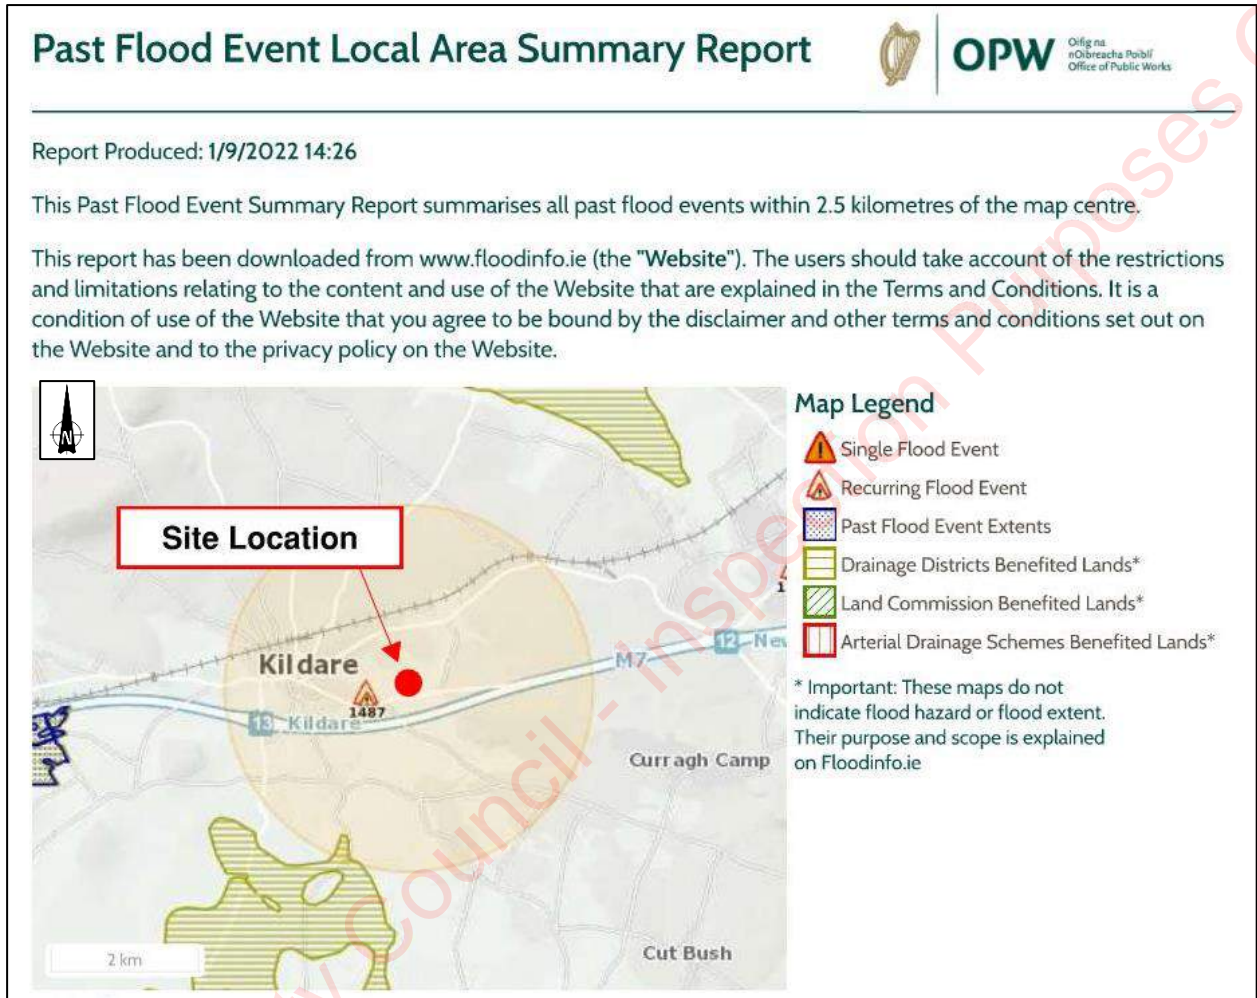 Past Flood Event Local Area Summary Report
OPW
Oifig na
nOibreacha Poiblí
Office of Public Works
Report Produced: 1/9/2022 14:26
This Past Flood Event Summary Report summarises all past flood events within 2.5 kilometres of the map centre.
This report has been downloaded from www.floodinfo.ie (the "Website"). The users should take account of the restrictions
and limitations relating to the content and use of the Website that are explained in the Terms and Conditions. It is a
condition of use of the Website that you agree to be bound by the disclaimer and other terms and conditions set out on
the Website and to the privacy policy on the Website.
N
Site Location
Kildare
1487
13 Kildare
M7
12 New
1
Curragh Camp
Cut Bush
2 km
Map Legend
Single Flood Event
Recurring Flood Event
Past Flood Event Extents
Drainage Districts Benefited Lands*
Land Commission Benefited Lands*
Arterial Drainage Schemes Benefited Lands*
* Important: These maps do not
indicate flood hazard or flood extent.
Their purpose and scope is explained
on Floodinfo.ie
Council - Inspection Purposes